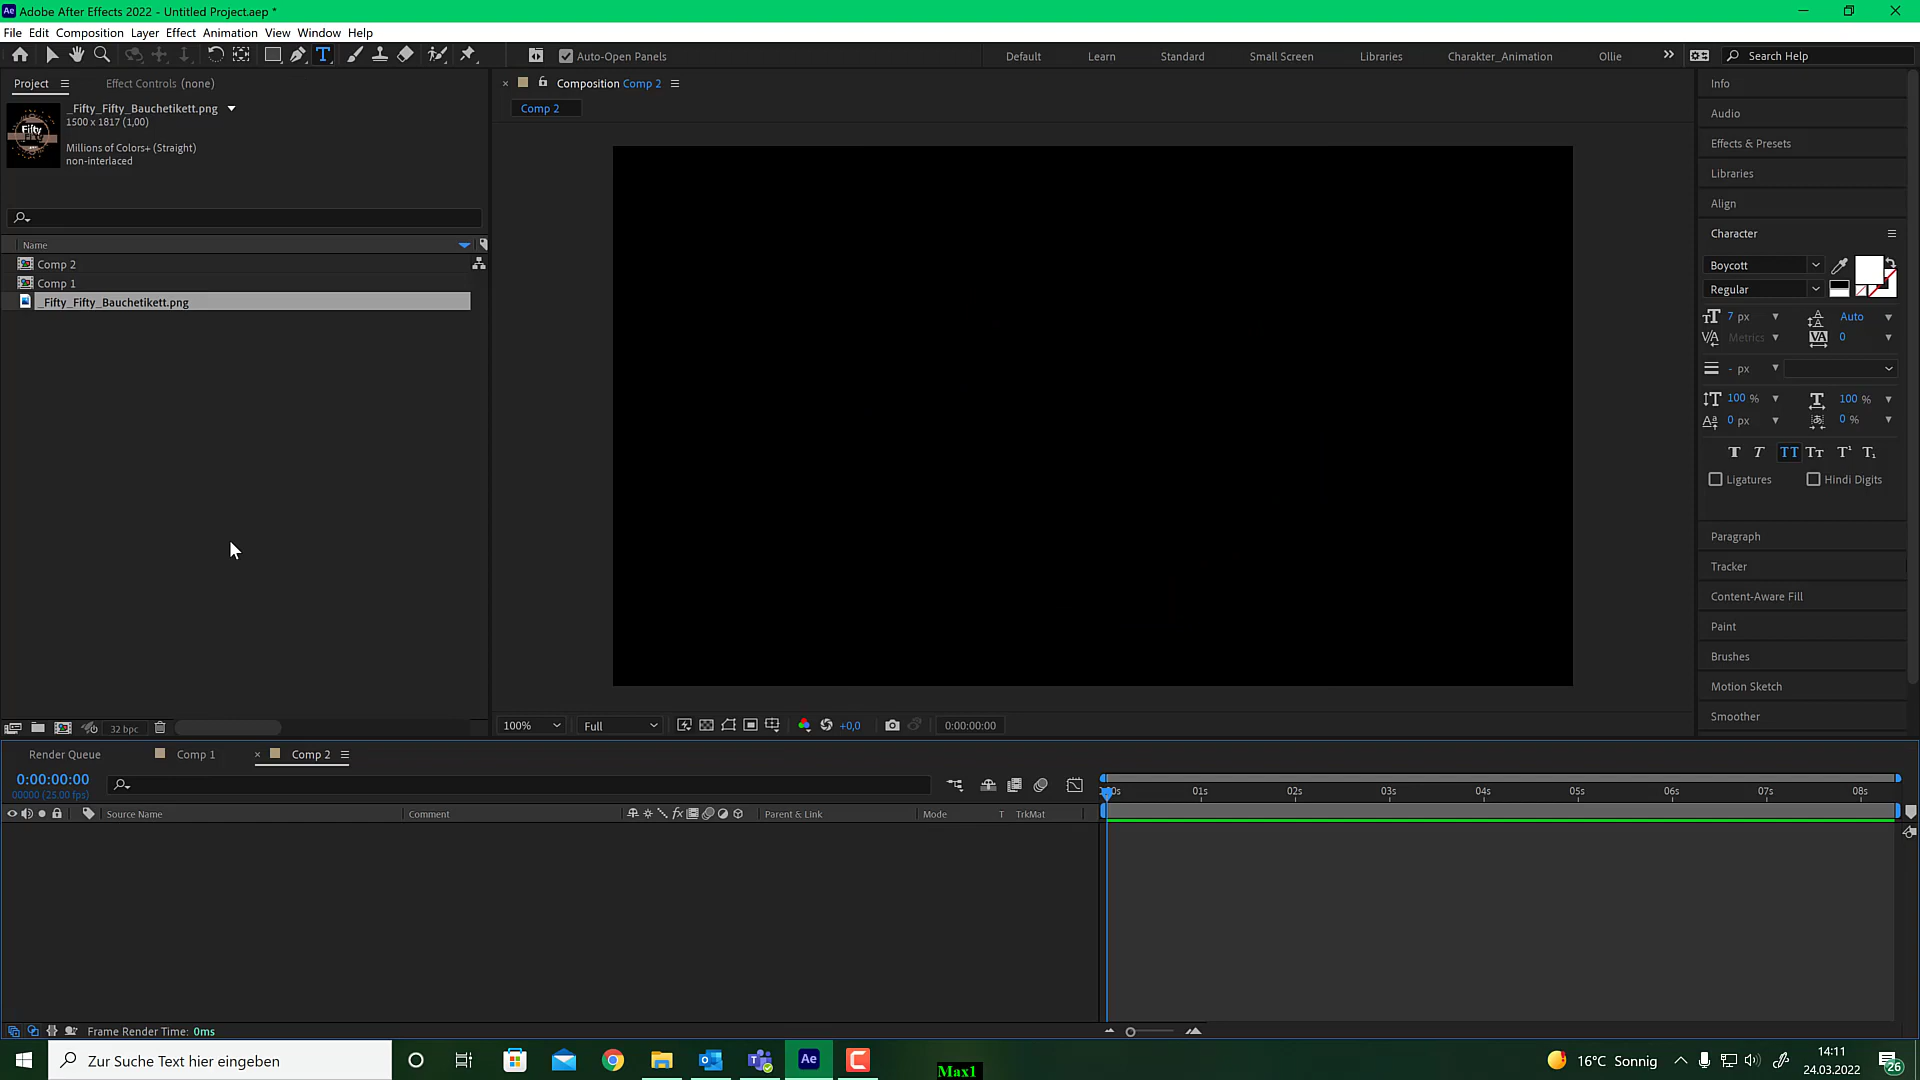 Ae Adobe After Effects 2022 - Untitled Project.aep *
File Edit Composition Layer Effect Animation View Window Help
Auto-Open Panels
Default Learn Standard Small Screen Libraries Charakter_Animation Ollie
Search Help
Project
Effect Controls (none)
Composition Comp 2
Comp 2
_Fifty_Fifty_Bauchetikett.png
1500 x 1817 (1,00)
Millions of Colors+ (Straight)
non-interlaced
Fifty
Name
Comp 2
Comp 1
_Fifty_Fifty_Bauchetikett.png
32 bpc
100%
Full
+0,0
0:00:00:00
Info
Audio
Effects & Presets
Libraries
Align
Character
Boycott
Regular
7 px
Auto
Metrics
0
- px
100 %
100 %
0 px
0 %
Ligatures
Hindi Digits
Paragraph
Tracker
Content-Aware Fill
Paint
Brushes
Motion Sketch
Smoother
Render Queue
Comp 1
Comp 2
0:00:00:00
00000 (25.00 fps)
Source Name
Comment
Parent & Link
Mode
T TrkMat
01s 02s 03s 04s 05s 06s 07s 08s
Frame Render Time: 0ms
Zur Suche Text hier eingeben
Ae
Max1
16°C Sonnig
14:11
24.03.2022
26